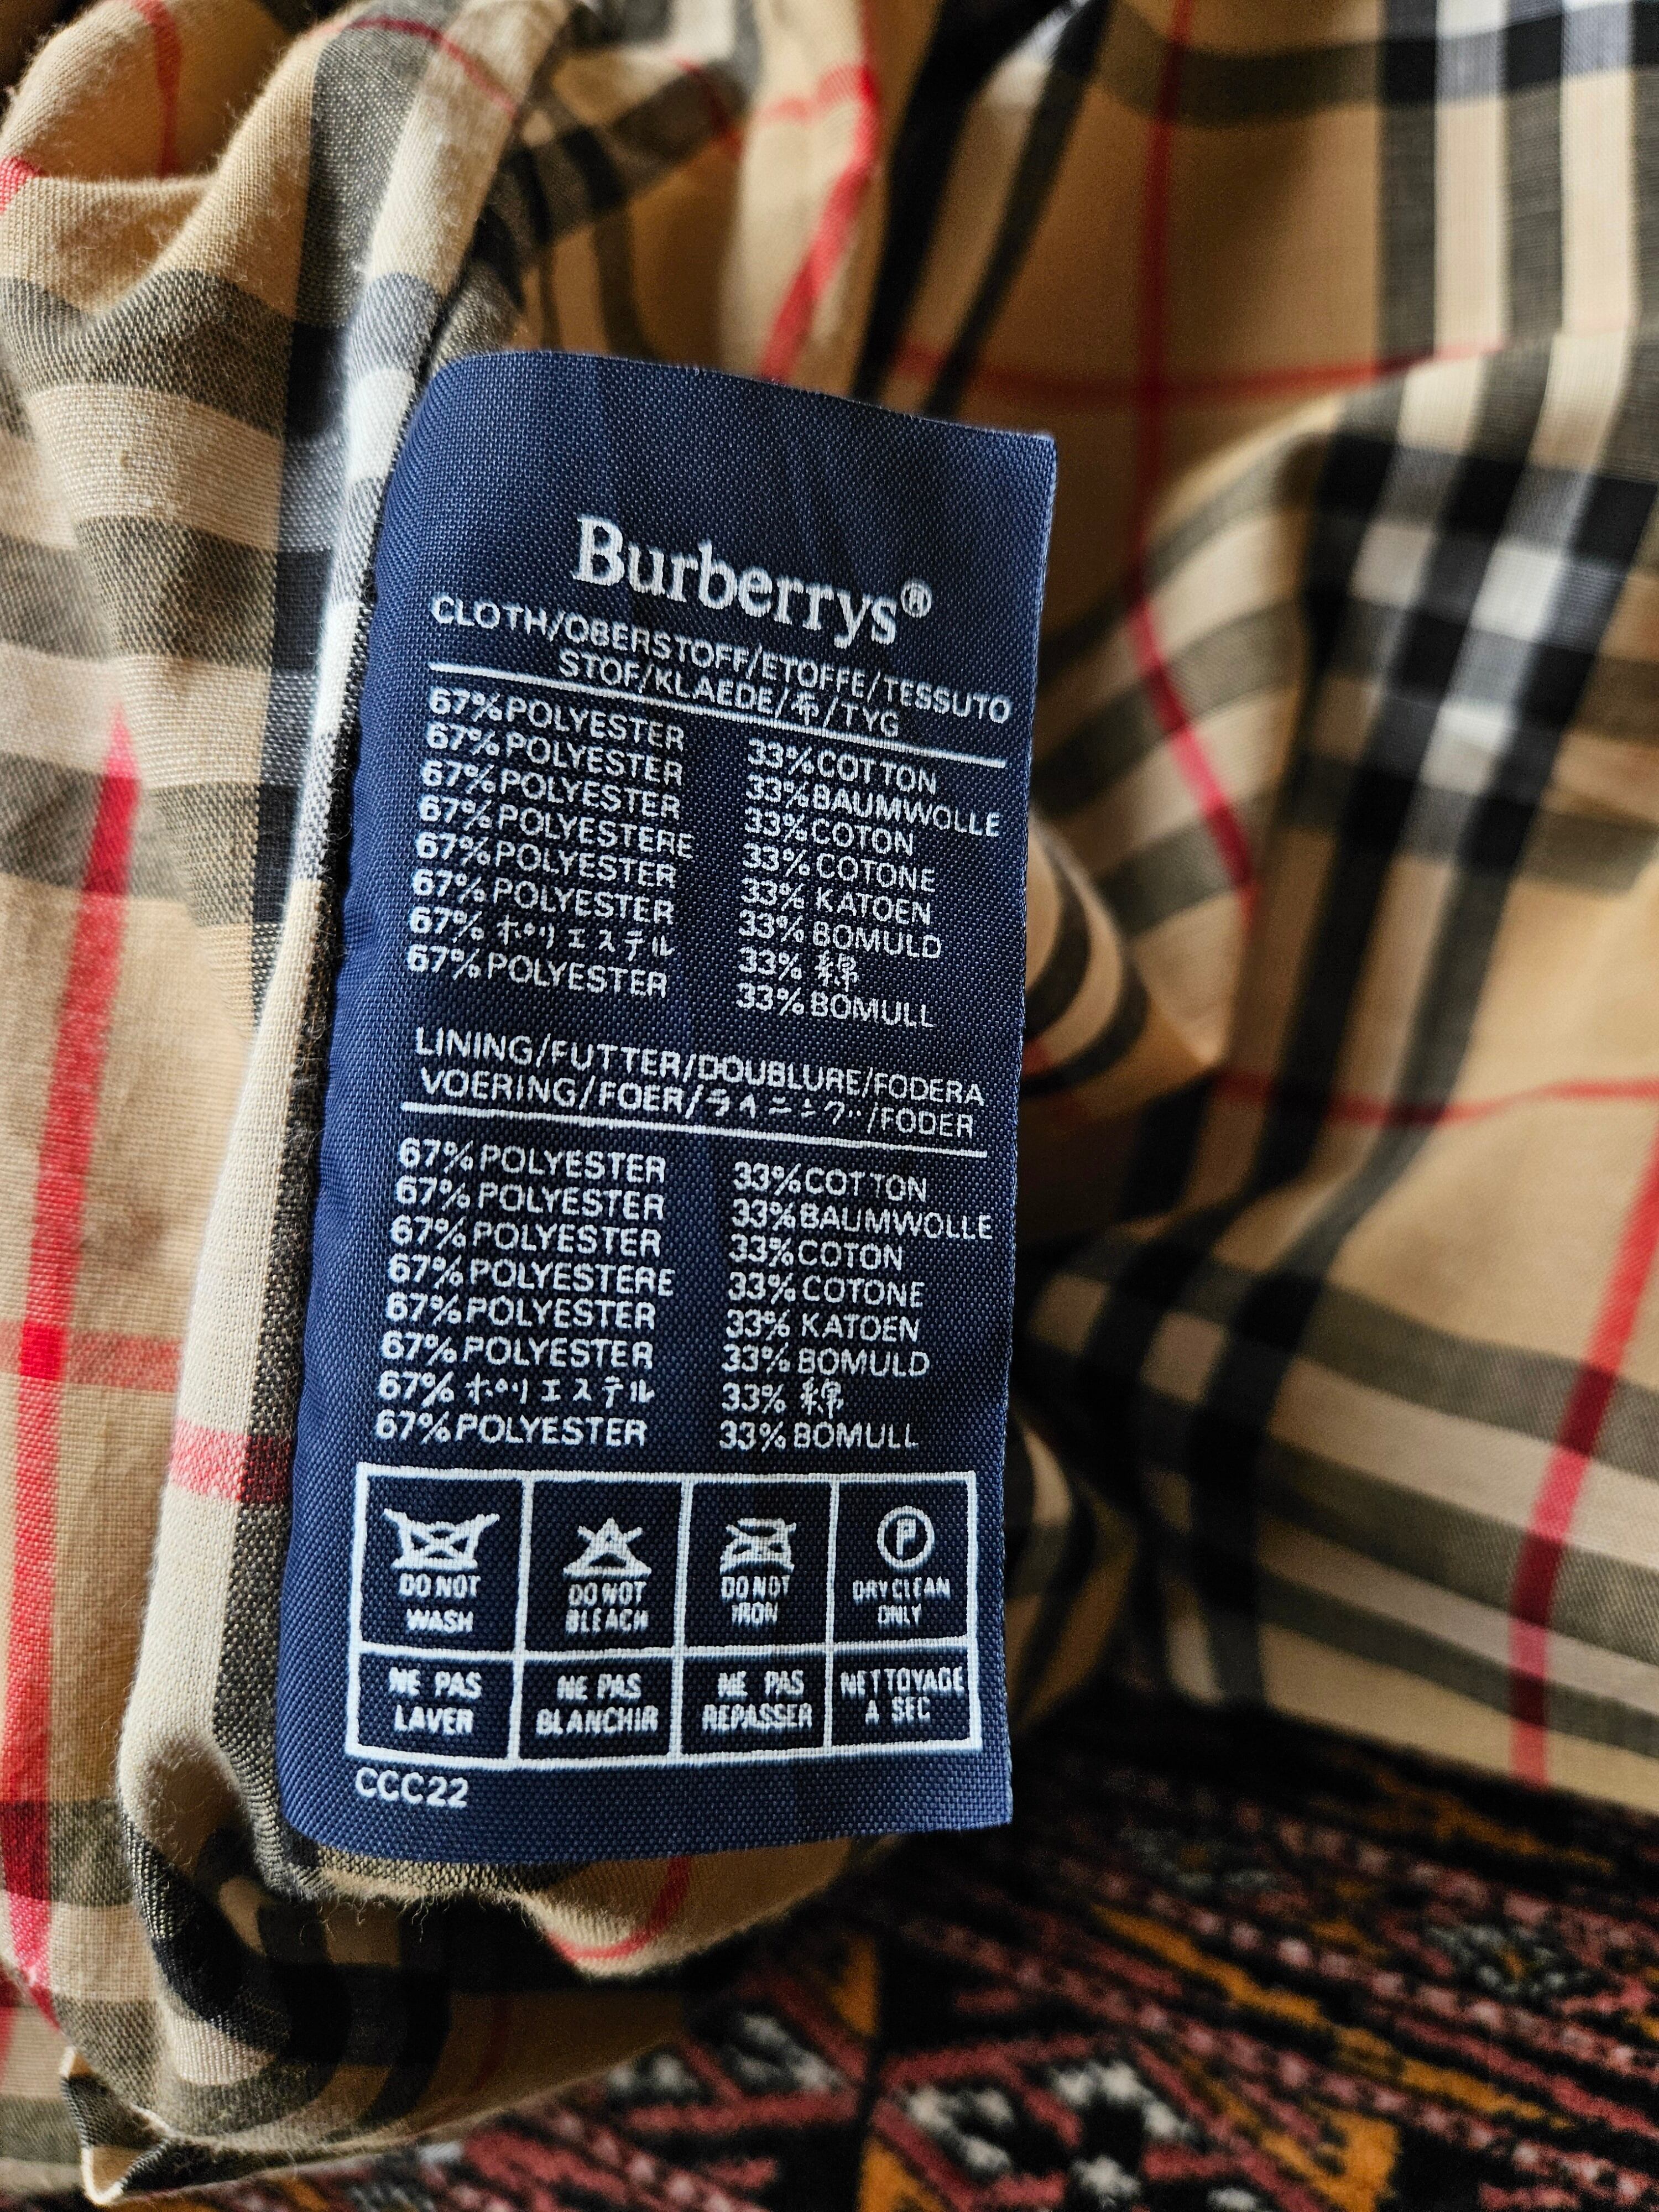 Burberrys®
CLOTH/OBERSTOFF/ETOFFE/TESSUTO
STOF/KLAEDE/布/TYG
67%POLYESTER 33%COTTON
67%POLYESTER 33%BAUMWOLLE
67%POLYESTER 33%COTON
67%POLYESTERE 33%COTONE
67%POLYESTER 33% KATOEN
67%POLYESTER 33%BOMULD
67% ポリエステル 33% 綿
67%POLYESTER 33%BOMULL
LINING/FUTTER/DOUBLURE/FODERA
VOERING/FOER/ライニング/FODER
67%POLYESTER 33%COTTON
67%POLYESTER 33%BAUMWOLLE
67%POLYESTER 33%COTON
67%POLYESTERE 33%COTONE
67%POLYESTER 33% KATOEN
67%POLYESTER 33%BOMULD
67% ポリエステル 33% 綿
67%POLYESTER 33%BOMULL
P
DO NOT DO NOT DO NOT DRY CLEAN
WASH BLEACH IRON ONLY
NE PAS NE PAS NE PAS NETTOYAGE
LAVER BLANCHIR REPASSER A SEC
CCC22